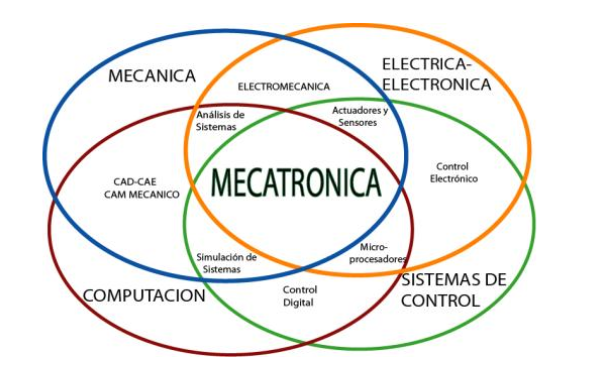 MECANICA
ELECTRICA-
ELECTRONICA
ELECTROMECANICA
Análisis de
Sistemas
Actuadores y
Sensores
CAD-CAE
CAM MECANICO
MECATRONICA
Control
Electrónico
Simulación de
Sistemas
Micro-
procesadores
COMPUTACION
Control
Digital
SISTEMAS DE
CONTROL